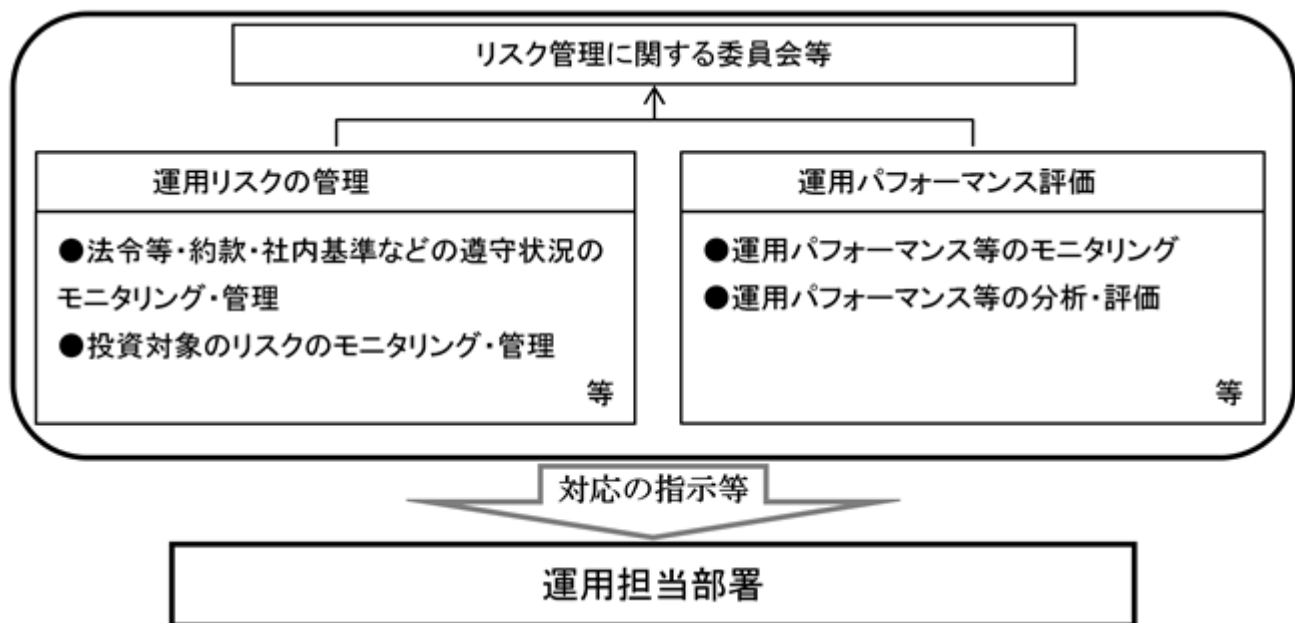 リスク管理に関する委員会等
運用リスクの管理
●法令等・約款・社内基準などの遵守状況の
モニタリング・管理
●投資対象のリスクのモニタリング・管理
等
運用パフォーマンス評価
●運用パフォーマンス等のモニタリング
●運用パフォーマンス等の分析・評価
等
対応の指示等
運用担当部署